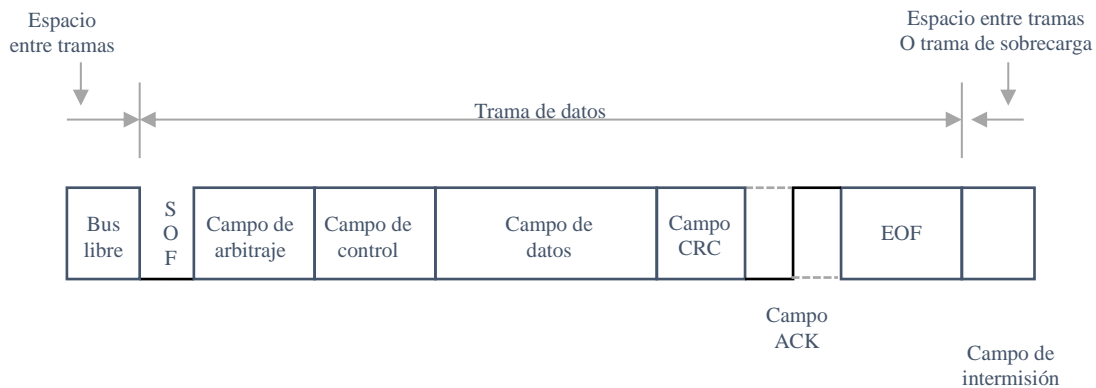 Espacio
entre tramas
Espacio entre tramas
O trama de sobrecarga
Trama de datos
Bus
libre
S
O
F
Campo de
arbitraje
Campo de
control
Campo de
datos
Campo
CRC
EOF
Campo
ACK
Campo de
intermisión